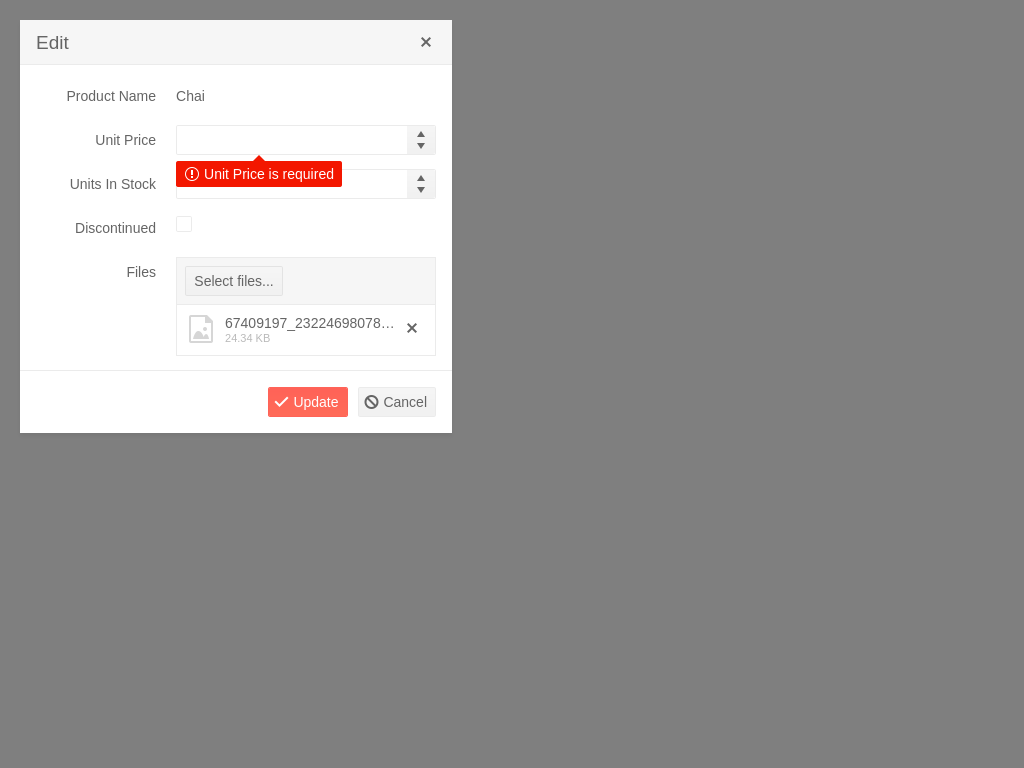 Edit
Product Name Chai
Unit Price
Unit Price is required
Units In Stock
Discontinued
Files
Select files...
67409197_23224698078…
24.34 KB
Update Cancel